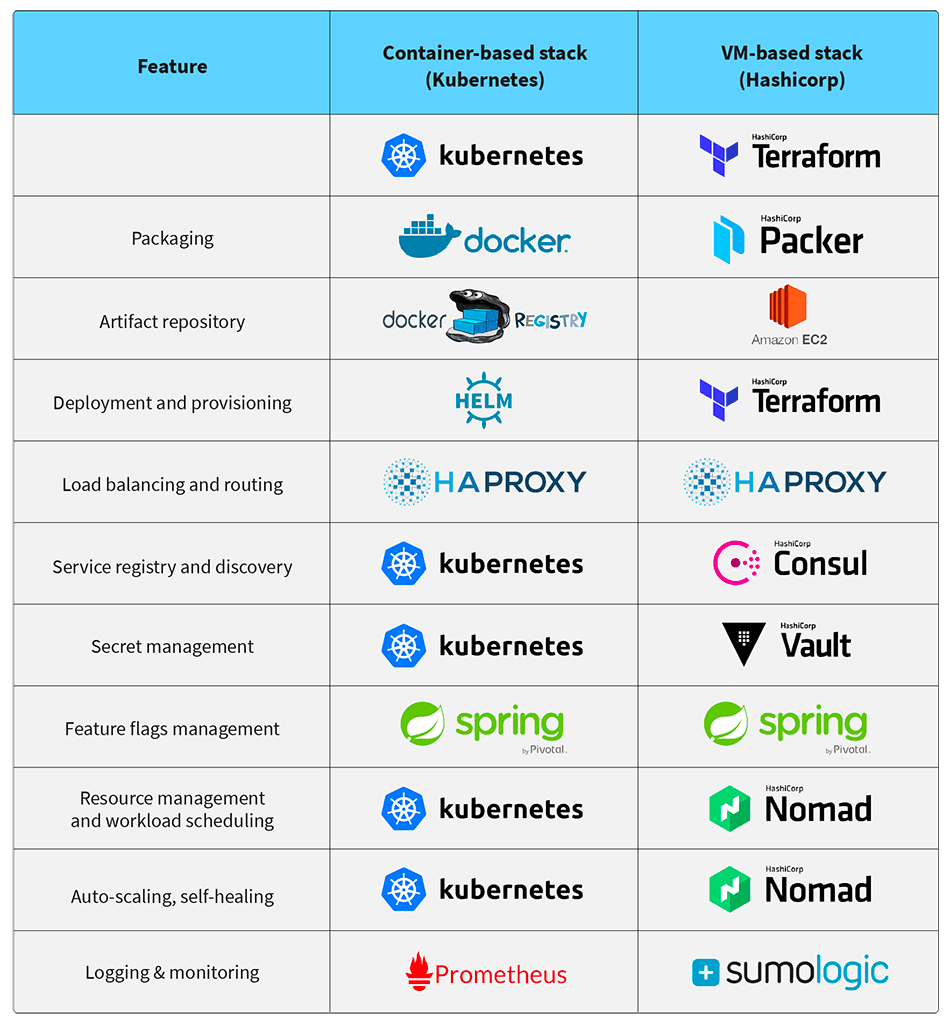 Feature
Container-based stack
(Kubernetes)
VM-based stack
(Hashicorp)
kubernetes
HashiCorp
Terraform
Packaging
docker
HashiCorp
Packer
Artifact repository
docker REGISTRY
Amazon EC2
Deployment and provisioning
HELM
HashiCorp
Terraform
Load balancing and routing
HAPROXY
HAPROXY
Service registry and discovery
kubernetes
HashiCorp
Consul
Secret management
kubernetes
HashiCorp
Vault
Feature flags management
spring
by Pivotal
spring
by Pivotal
Resource management
and workload scheduling
kubernetes
HashiCorp
Nomad
Auto-scaling, self-healing
kubernetes
HashiCorp
Nomad
Logging & monitoring
Prometheus
sumologic